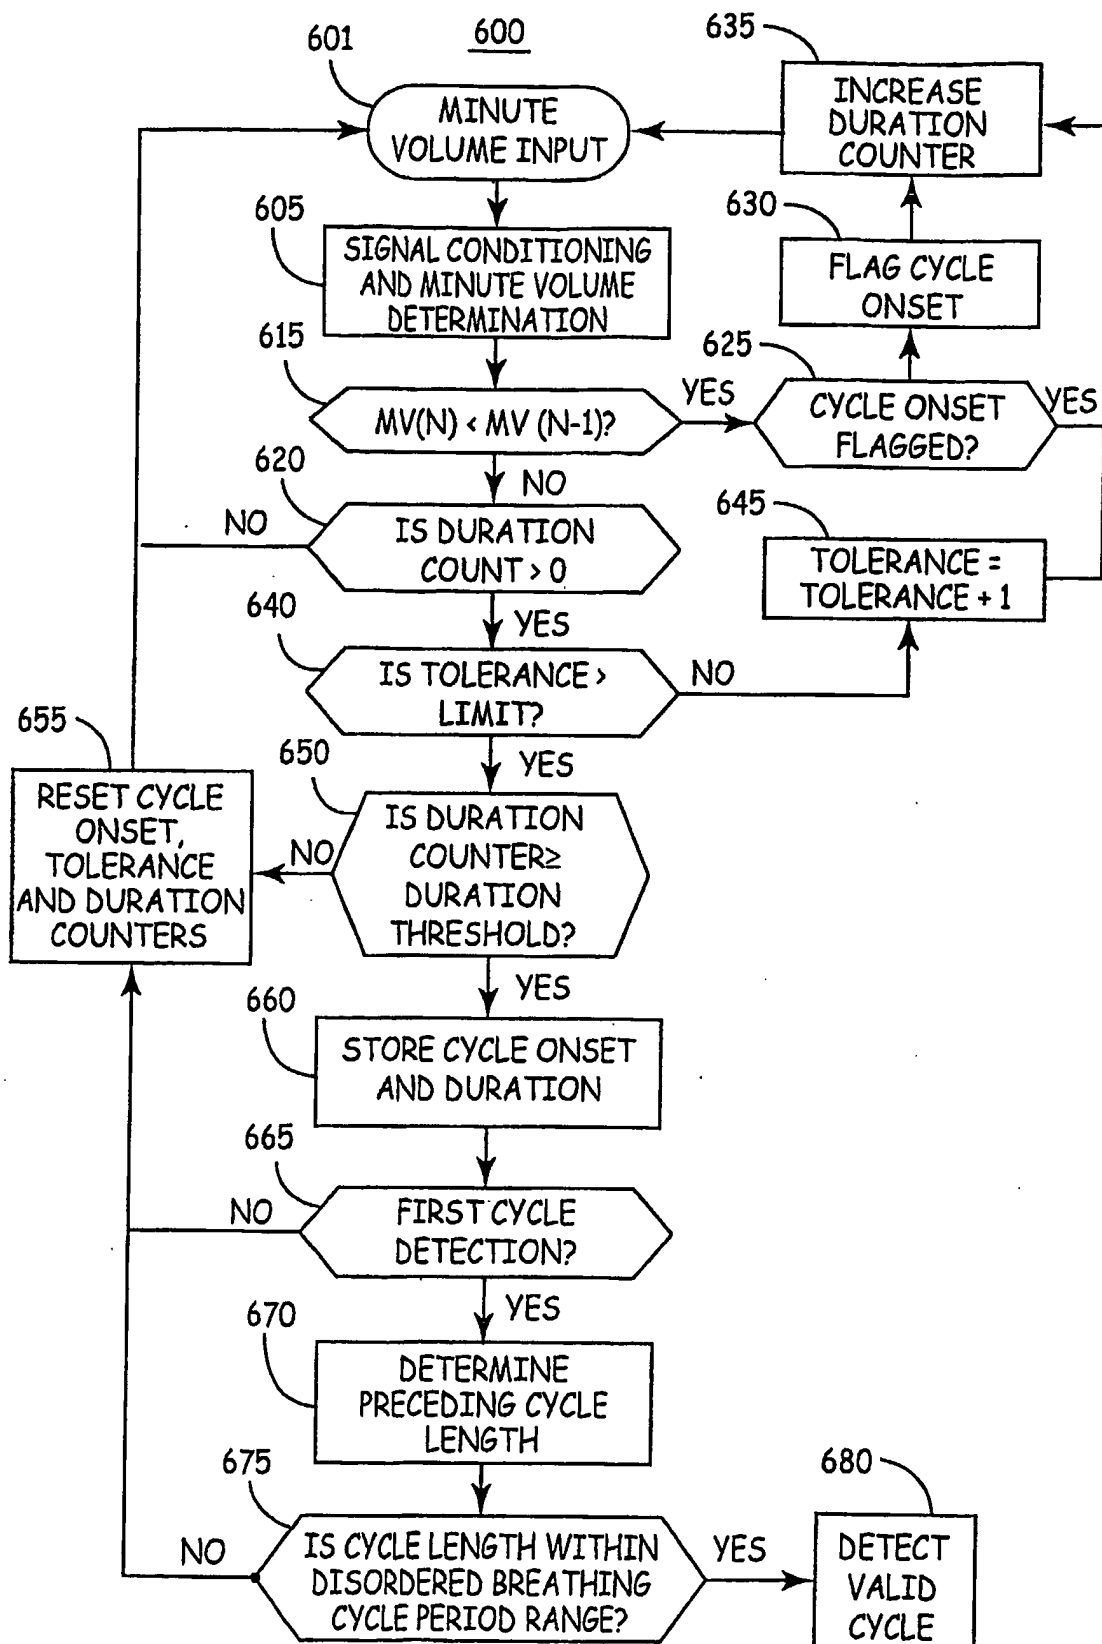 600
601
MINUTE
VOLUME INPUT
635
INCREASE
DURATION
COUNTER
605
SIGNAL CONDITIONING
AND MINUTE VOLUME
DETERMINATION
630
FLAG CYCLE
ONSET
615
MV(N) < MV (N-1)?
YES
NO
625
CYCLE ONSET
FLAGGED?
YES
620
IS DURATION
COUNT > 0
NO
YES
645
TOLERANCE =
TOLERANCE + 1
640
IS TOLERANCE >
LIMIT?
NO
YES
655
RESET CYCLE
ONSET,
TOLERANCE
AND DURATION
COUNTERS
650
IS DURATION
COUNTER≥
DURATION
THRESHOLD?
NO
YES
660
STORE CYCLE ONSET
AND DURATION
665
FIRST CYCLE
DETECTION?
NO
YES
670
DETERMINE
PRECEDING CYCLE
LENGTH
675
IS CYCLE LENGTH WITHIN
DISORDERED BREATHING
CYCLE PERIOD RANGE?
NO
YES
680
DETECT
VALID
CYCLE